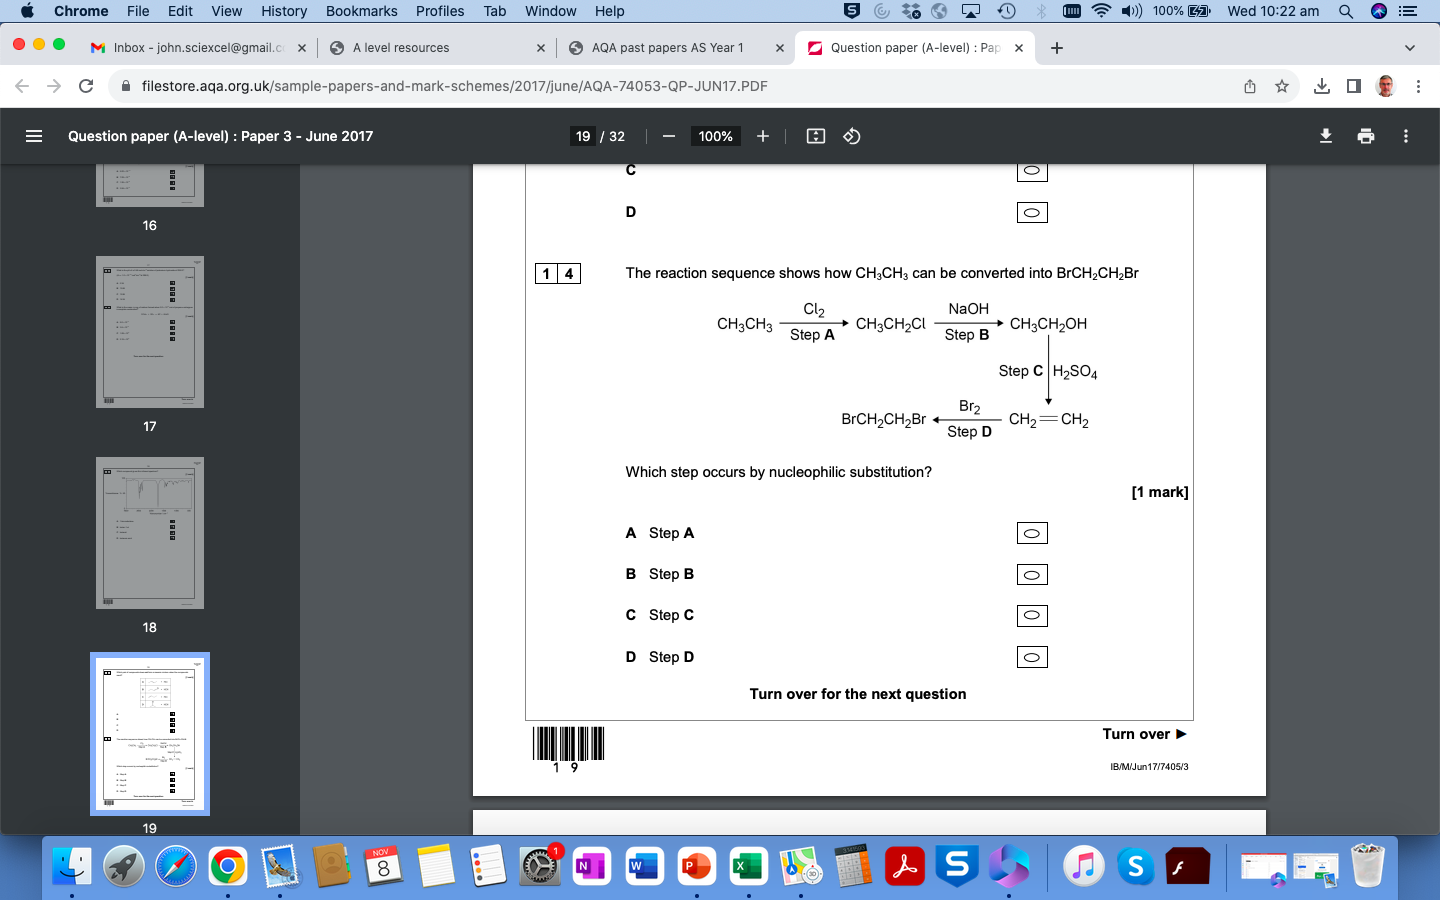 Chrome File Edit View History Bookmarks Profiles Tab Window Help 100% Wed 10:22 am
Inbox - john.sciexcel@gmail.c
A level resources
AQA past papers AS Year 1
Question paper (A-level) : Pap
filestore.aqa.org.uk/sample-papers-and-mark-schemes/2017/june/AQA-74053-QP-JUN17.PDF
Question paper (A-level) : Paper 3 - June 2017
19 / 32
100%
16
17
18
19
C
D
1 4
The reaction sequence shows how CH₃CH₃ can be converted into BrCH₂CH₂Br
CH₃CH₃ Cl₂ Step A CH₃CH₂Cl NaOH Step B CH₃CH₂OH
Step C H₂SO₄
BrCH₂CH₂Br Br₂ Step D CH₂=CH₂
Which step occurs by nucleophilic substitution?
[1 mark]
A Step A
B Step B
C Step C
D Step D
Turn over for the next question
1 9
Turn over ►
IB/M/Jun17/7405/3
NOV
8
1
N
W
P
X
S
S
f